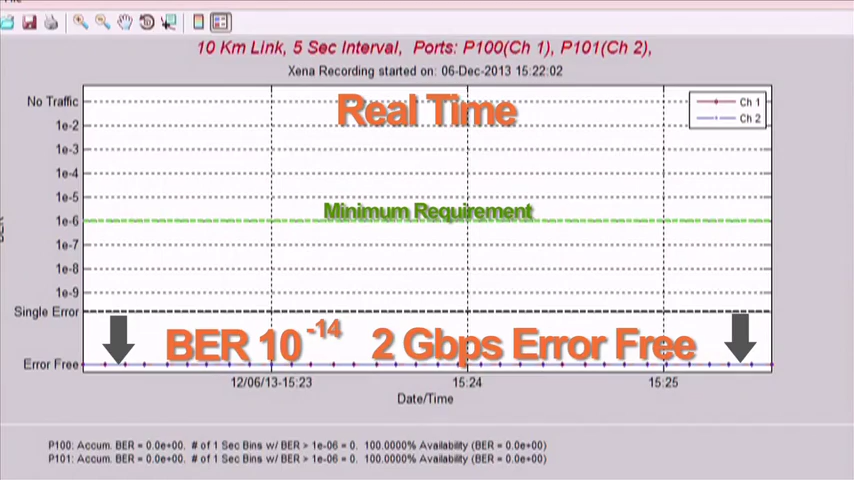 10 Km Link, 5 Sec Interval, Ports: P100(Ch 1), P101(Ch 2),
Xena Recording started on: 06-Dec-2013 15:22:02
No Traffic
Real Time
Ch 1
Ch 2
1e-2
1e-3
1e-4
1e-5
Minimum Requirement
1e-6
1e-7
1e-8
1e-9
Single Error
BER 10-14 2 Gbps Error Free
Error Free
12/06/13-15:23 15:24 15:25
Date/Time
P100: Accum. BER = 0.0e+00. # of 1 Sec Bins w/ BER > 1e-06 = 0. 100.0000% Availability (BER = 0.0e+00)
P101: Accum. BER = 0.0e+00. # of 1 Sec Bins w/ BER > 1e-06 = 0. 100.0000% Availability (BER = 0.0e+00)